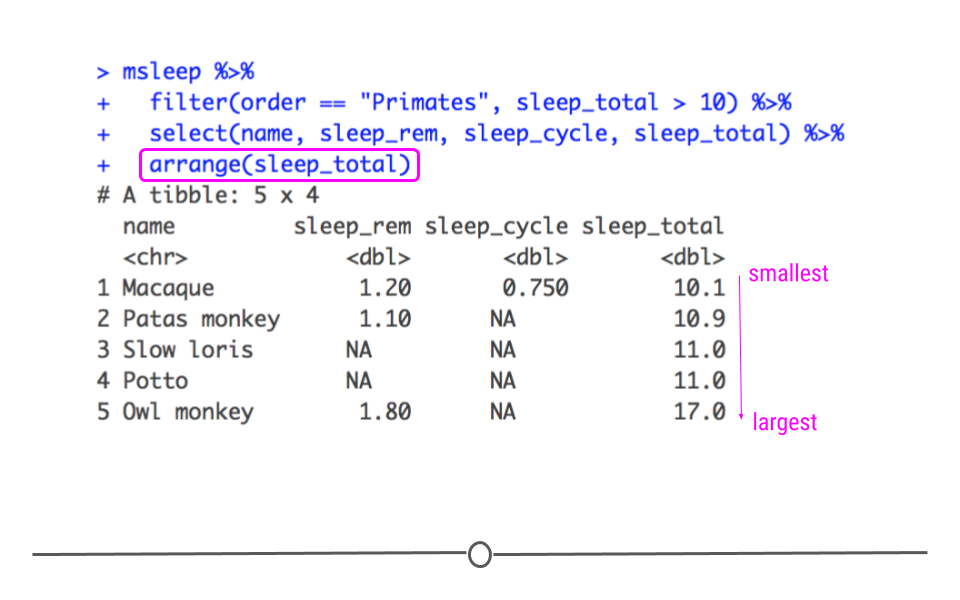 > msleep %>%
+   filter(order == "Primates", sleep_total > 10) %>%
+   select(name, sleep_rem, sleep_cycle, sleep_total) %>%
+   arrange(sleep_total)
# A tibble: 5 x 4
  name         sleep_rem sleep_cycle sleep_total
  <chr>            <dbl>       <dbl>       <dbl>
smallest
1 Macaque           1.20       0.750        10.1
2 Patas monkey      1.10      NA            10.9
3 Slow loris       NA         NA            11.0
4 Potto            NA         NA            11.0
5 Owl monkey        1.80      NA            17.0
largest